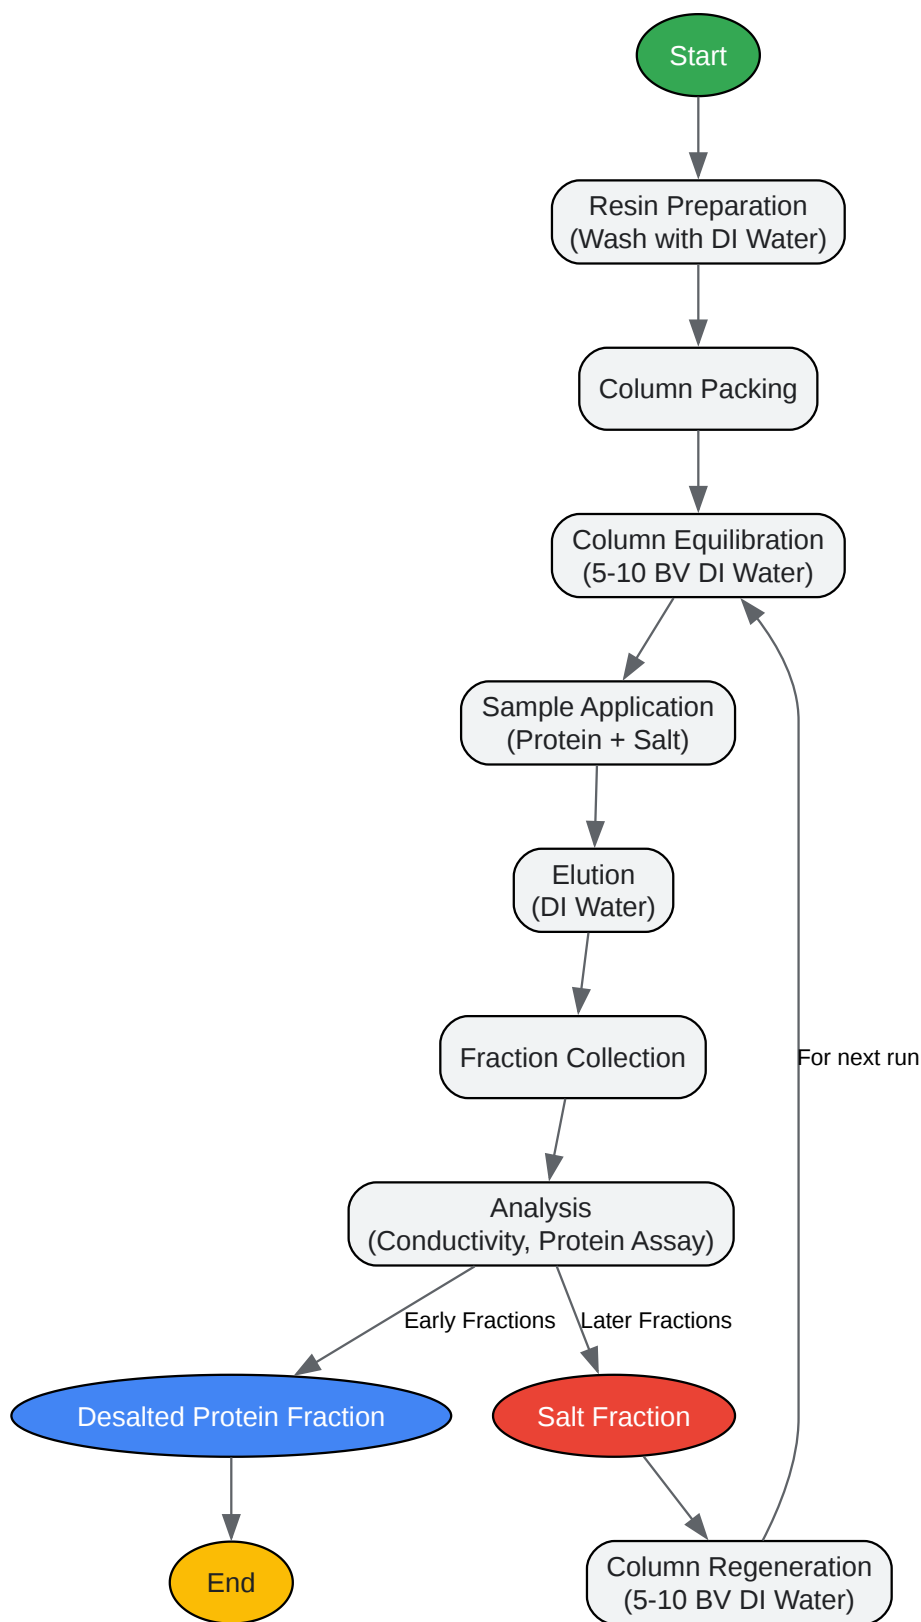 Start
Resin Preparation
(Wash with DI Water)
Column Packing
Column Equilibration
(5-10 BV DI Water)
Sample Application
(Protein + Salt)
Elution
(DI Water)
Fraction Collection
For next run
Analysis
(Conductivity, Protein Assay)
Early Fractions
Later Fractions
Desalted Protein Fraction
Salt Fraction
End
Column Regeneration
(5-10 BV DI Water)